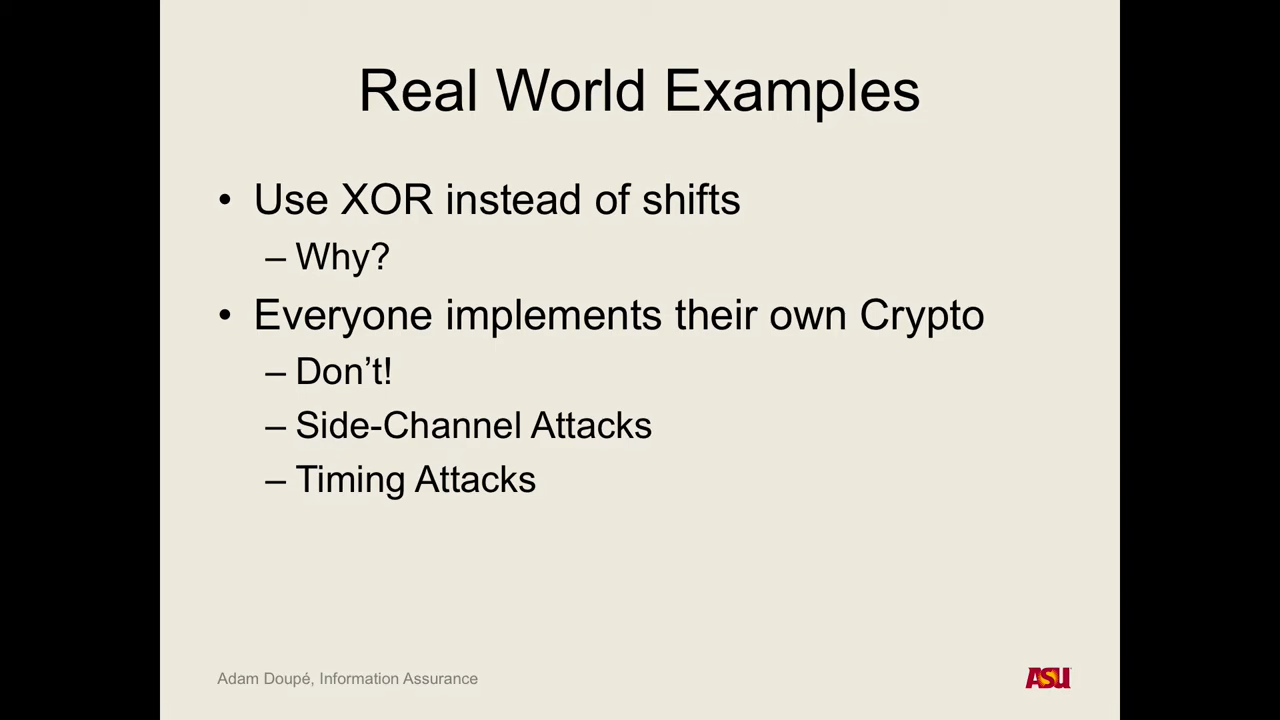 Real World Examples
• Use XOR instead of shifts
– Why?
• Everyone implements their own Crypto
– Don’t!
– Side-Channel Attacks
– Timing Attacks
Adam Doupé, Information Assurance
ASU